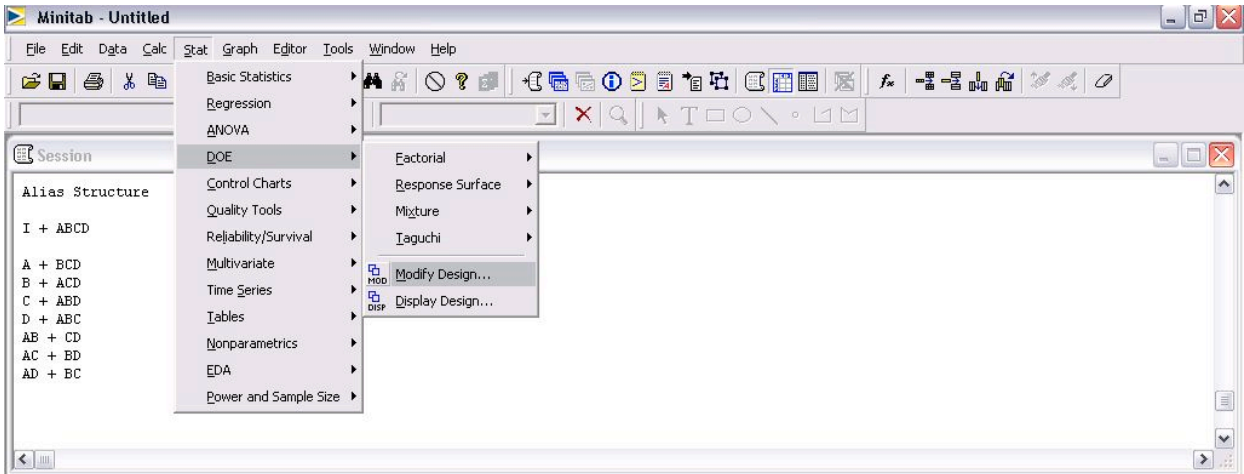 Minitab - Untitled
File Edit Data Calc Stat Graph Editor Tools Window Help
Basic Statistics
Regression
ANOVA
DOE
Control Charts
Quality Tools
Reliability/Survival
Multivariate
Time Series
Tables
Nonparametrics
EDA
Power and Sample Size
Factorial
Response Surface
Mixture
Taguchi
MOD Modify Design...
DISP Display Design...
Session
Alias Structure
I + ABCD
A + BCD
B + ACD
C + ABD
D + ABC
AB + CD
AC + BD
AD + BC